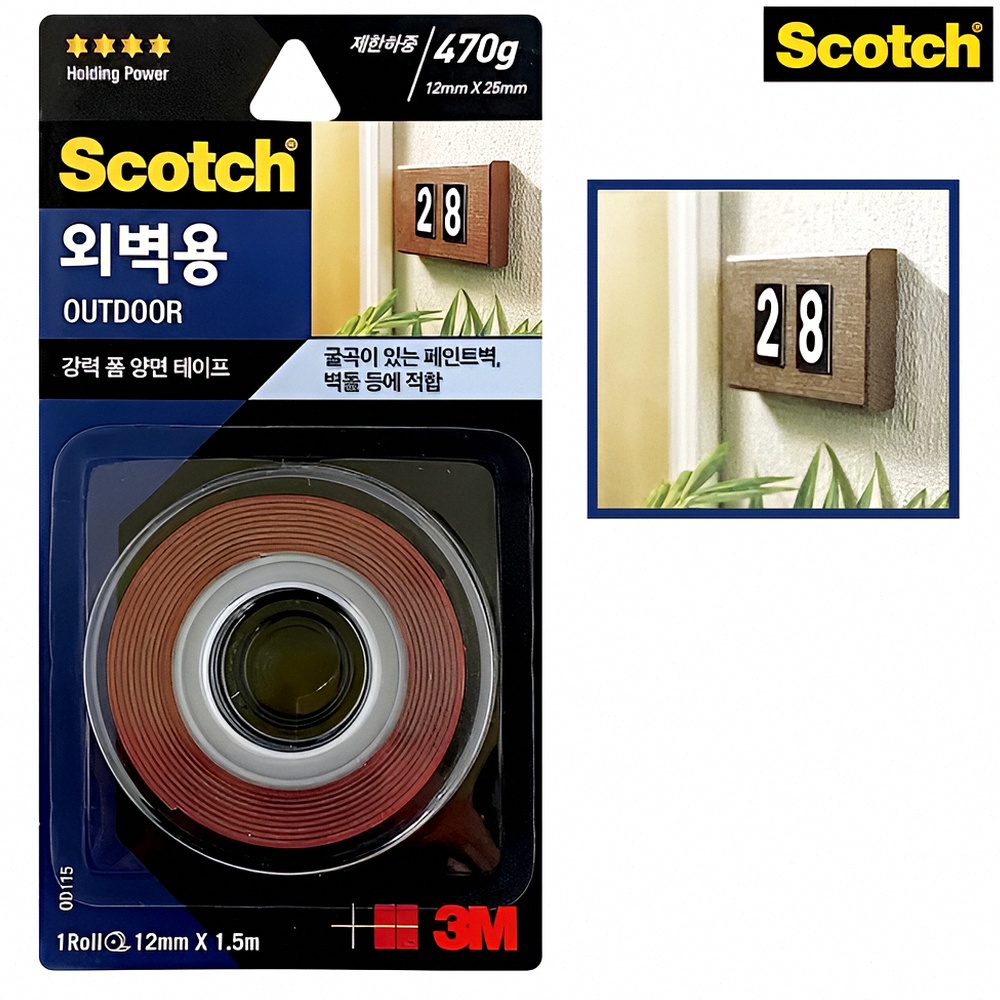 Holding Power
제한하중
470g
12mm X 25mm
Scotch®
28
외벽용
OUTDOOR
강력 폼 양면 테이프
굴곡이 있는 페인트벽,
벽돌 등에 적합
OD115
1Roll 12mm X 1.5m
3M
Scotch®
28